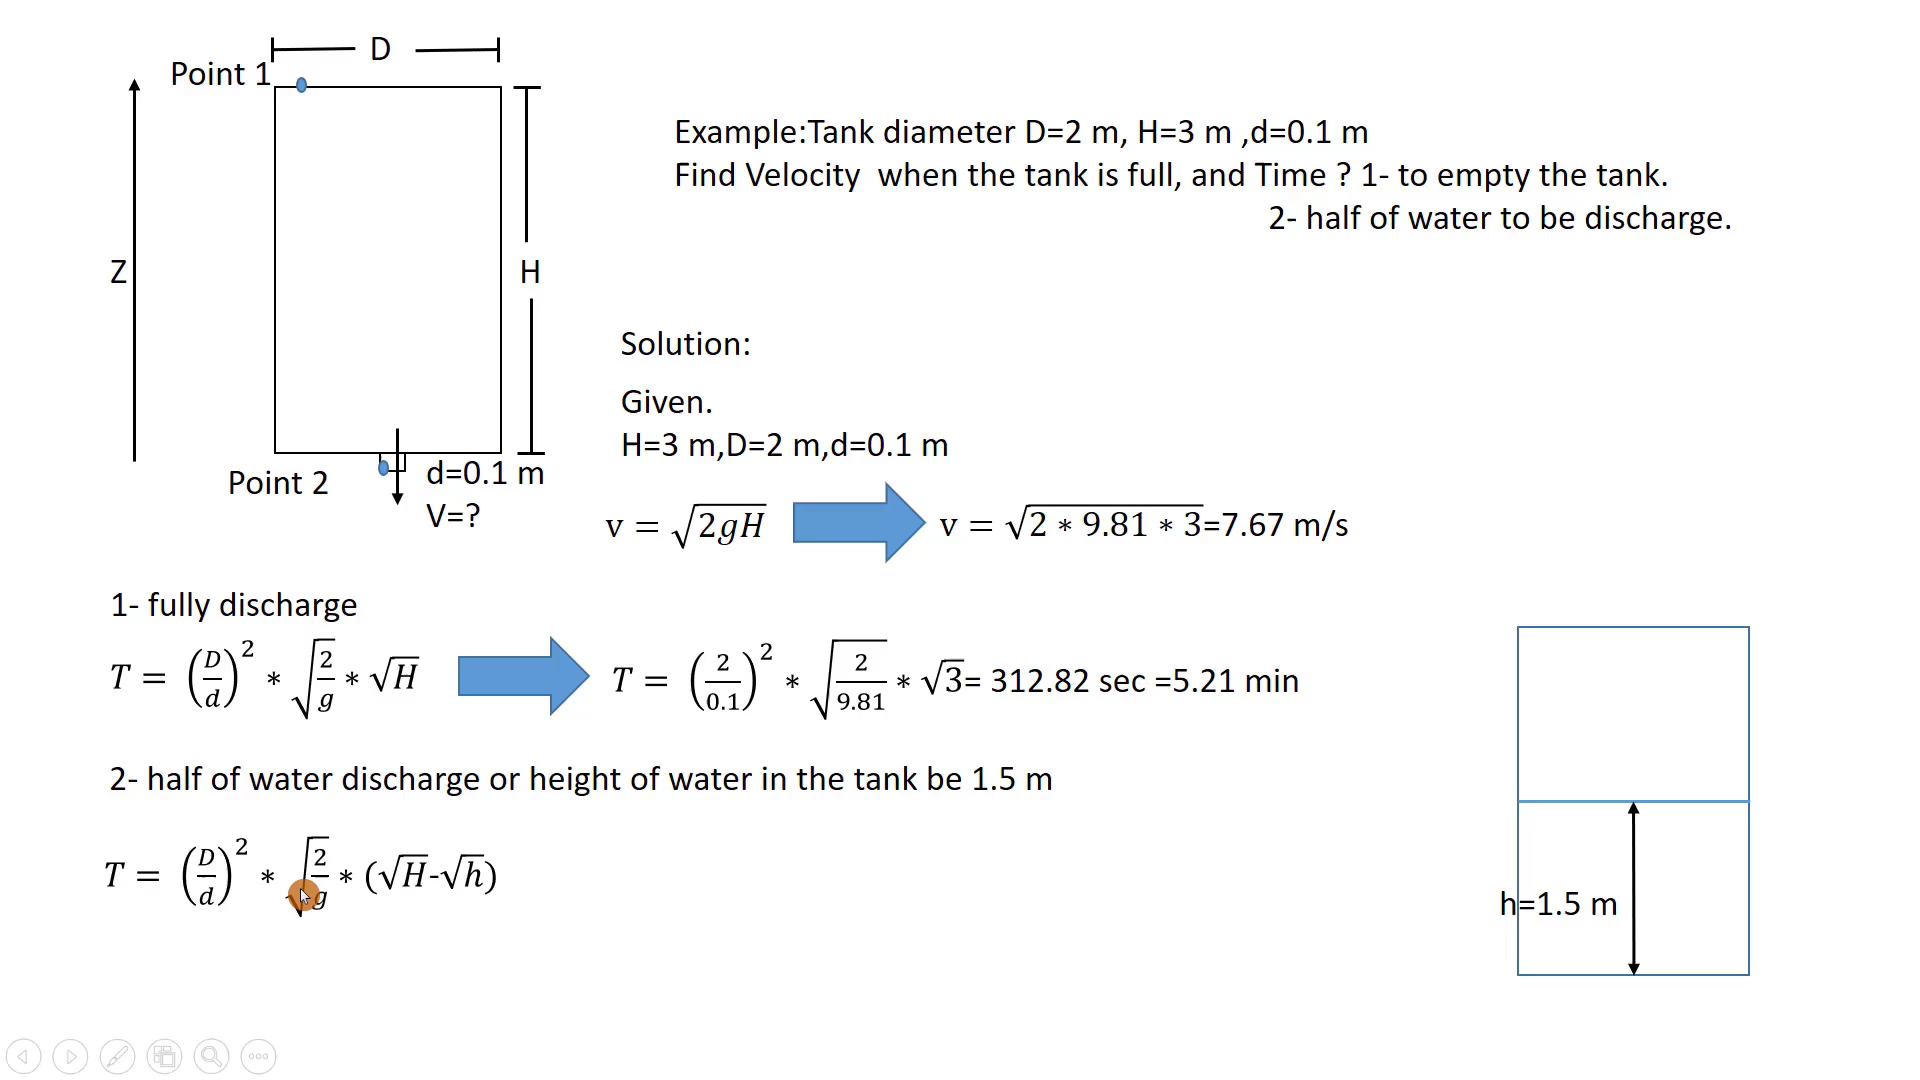 D
Point 1
Example:Tank diameter D=2 m, H=3 m ,d=0.1 m
Find Velocity  when the tank is full, and Time ? 1- to empty the tank.
2- half of water to be discharge.
Z
H
Solution:
Given.
H=3 m,D=2 m,d=0.1 m
Point 2
d=0.1 m
V=?
v = √2gH
v = √2 * 9.81 * 3=7.67 m/s
1- fully discharge
T = (D/d)² * √2/g * √H
T = (2/0.1)² * √2/9.81 * √3= 312.82 sec =5.21 min
2- half of water discharge or height of water in the tank be 1.5 m
T = (D/d)² * √2/g * (√H-√h)
h=1.5 m